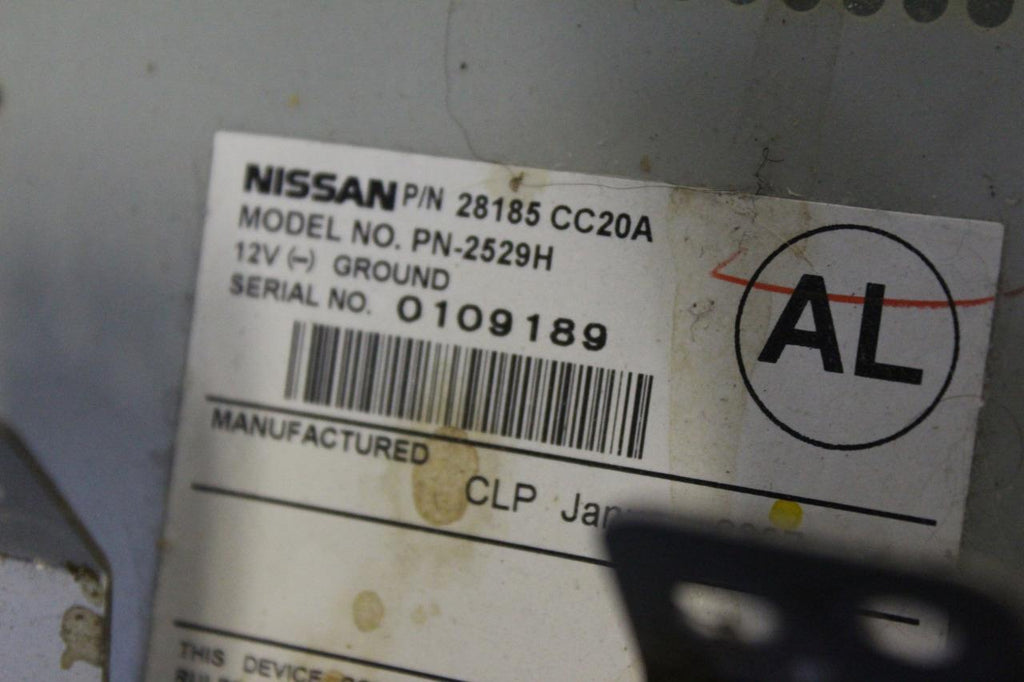 NISSAN P/N 28185 CC20A
MODEL NO. PN-2529H
12V (-) GROUND
SERIAL NO. 0109189
AL
MANUFACTURED
CLP
THIS DEVICE